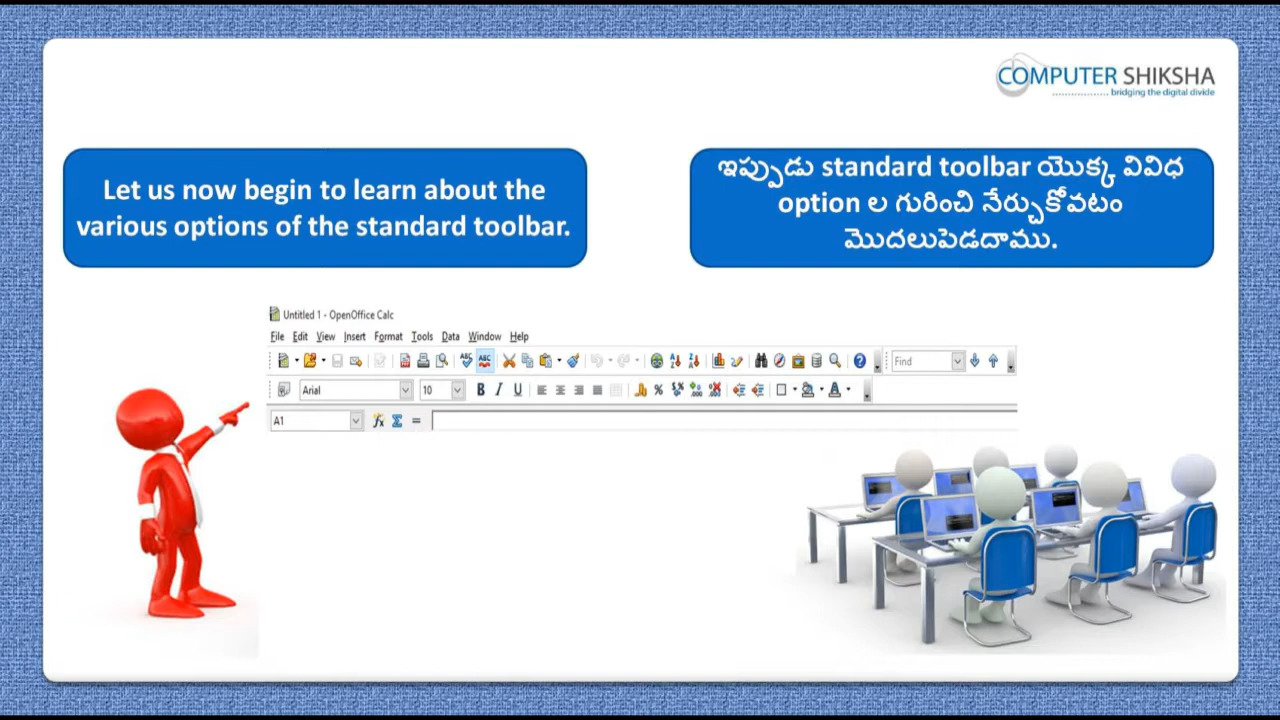 COMPUTER SHIKSHA
bridging the digital divide
Let us now begin to learn about the
various options of the standard toolbar.
ఇప్పుడు standard toolbar యొక్క వివిధ
option ల గురించి నేర్చుకోవటం
మొదలుపెడదాము.
Untitled 1 - OpenOffice Calc
File Edit View Insert Format Tools Data Window Help
Find
Arial 10 B I U
A1